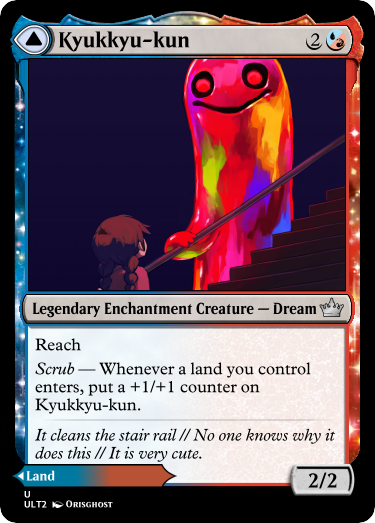 Kyukkyu-kun 2
Legendary Enchantment Creature — Dream
Reach
Scrub — Whenever a land you control
enters, put a +1/+1 counter on
Kyukkyu-kun.
It cleans the stair rail // No one knows why it
does this // It is very cute.
Land
2/2
U
ULT2 Orisghost